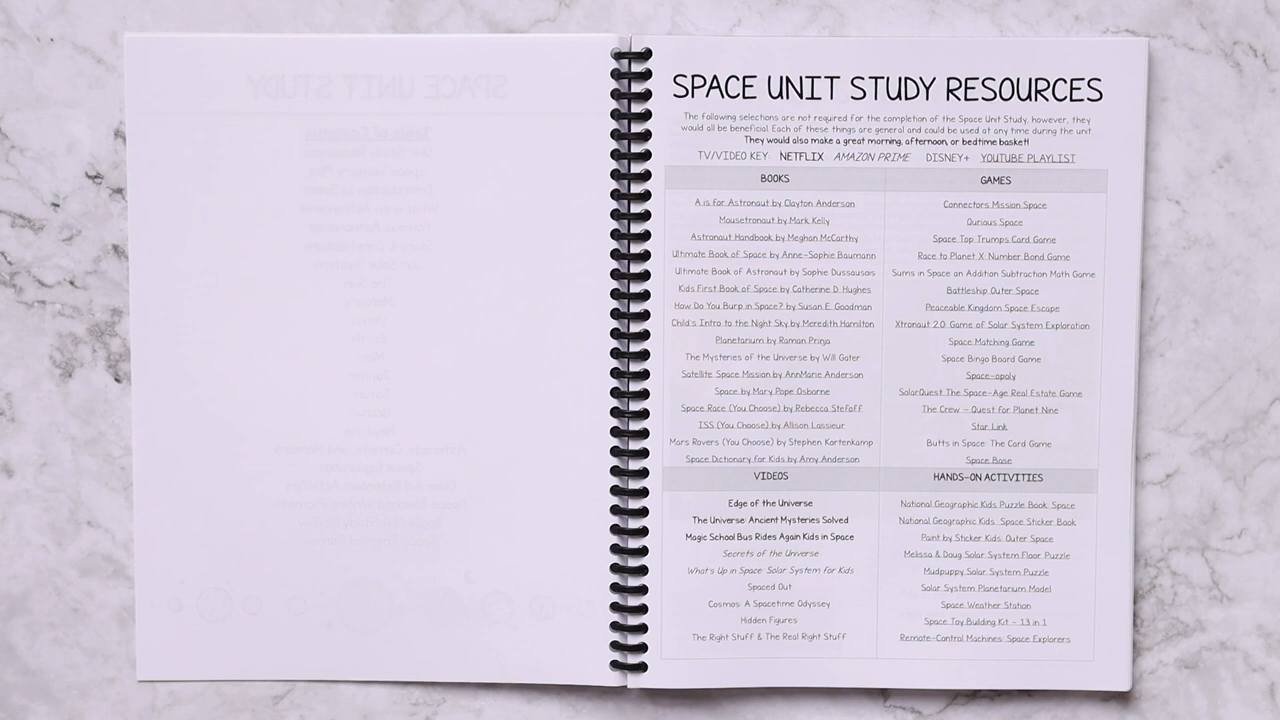 SPACE UNIT STUDY RESOURCES
The following selections are not required for the completion of the Space Unit Study, however, they
would all be beneficial. Each of these things are general and could be used at any time during the unit
They would also make a great morning, afternoon, or bedtime basket!
TV/VIDEO KEY NETFLIX AMAZON PRIME DISNEY+ YOUTUBE PLAYLIST
BOOKS
A is for Astronaut by Clayton Anderson
Mousetronaut by Mark Kelly
Astronaut Handbook by Meghan McCarthy
Ultimate Book of Space by Anne-Sophie Baumann
Ultimate Book of Astronaut by Sophie Dussausois
Kids First Book of Space by Catherine D. Hughes
How Do You Burp in Space? by Susan E. Goodman
Child's Intro to the Night Sky by Meredith Hamilton
Planetarium by Raman Prinja
The Mysteries of the Universe by Will Gater
Satellite Space Mission by AnnMarie Anderson
Space by Mary Pope Osborne
Space Race (You Choose) by Rebecca Stefoff
ISS (You Choose) by Allison Lassieur
Mars Rovers (You Choose) by Stephen Kortenkamp
Space Dictionary for Kids by Amy Anderson
GAMES
Connectors Mission Space
Qurious Space
Space Top Trumps Card Game
Race to Planet X Number Bond Game
Sums in Space an Addition Subtraction Math Game
Battleship Outer Space
Peaceable Kingdom Space Escape
Xtronaut 2.0: Game of Solar System Exploration
Space Matching Game
Space Bingo Board Game
Space-opoly
SolarQuest The Space-Age Real Estate Game
The Crew - Quest for Planet Nine
Star Link
Butts in Space: The Card Game
Space Base
VIDEOS
Edge of the Universe
The Universe: Ancient Mysteries Solved
Magic School Bus Rides Again Kids in Space
Secrets of the Universe
What's Up in Space: Solar System for Kids
Spaced Out
Cosmos: A Spacetime Odyssey
Hidden Figures
The Right Stuff & The Real Right Stuff
HANDS-ON ACTIVITIES
National Geographic Kids Puzzle Book: Space
National Geographic Kids: Space Sticker Book
Paint by Sticker Kids: Outer Space
Melissa & Doug Solar System Floor Puzzle
Mudpuppy Solar System Puzzle
Solar System Planetarium Model
Space Weather Station
Space Toy Building Kit - 13 in 1
Remote-Control Machines: Space Explorers